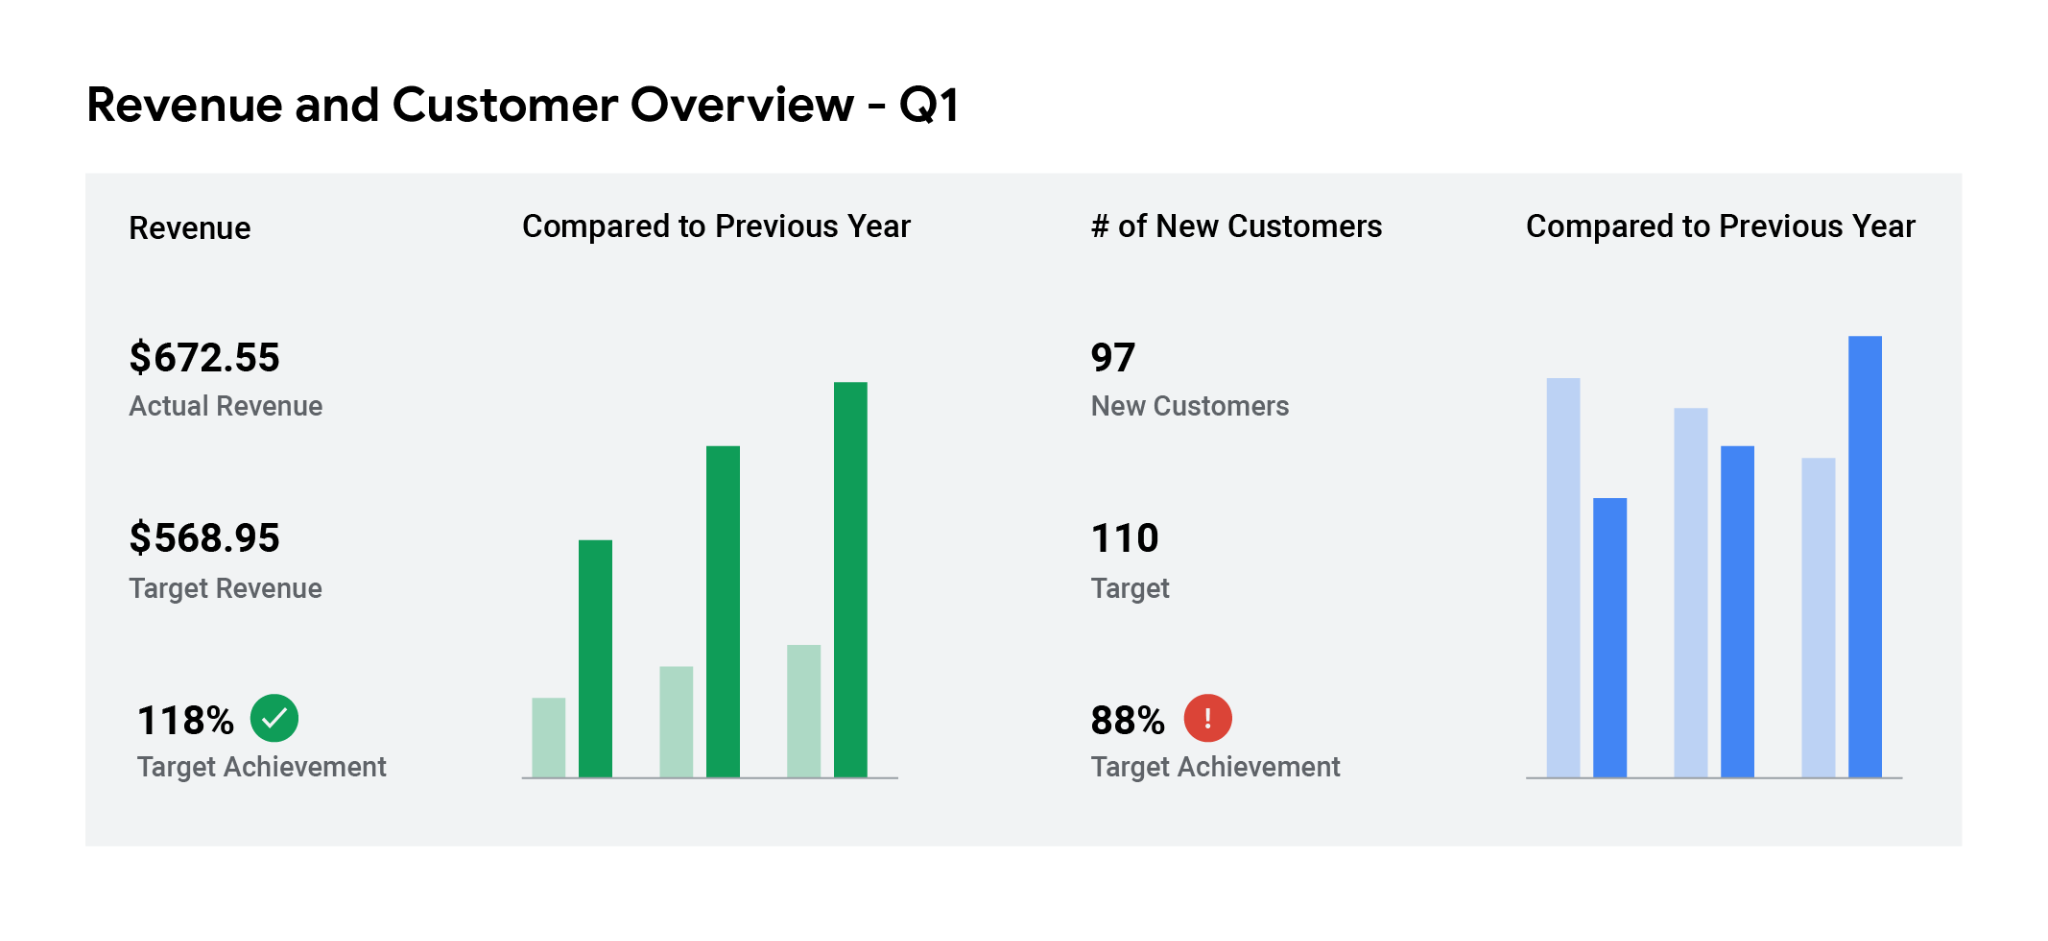 Revenue and Customer Overview - Q1
Revenue
$672.55
Actual Revenue
$568.95
Target Revenue
118%
Target Achievement
Compared to Previous Year
# of New Customers
97
New Customers
110
Target
88%
!
Target Achievement
Compared to Previous Year